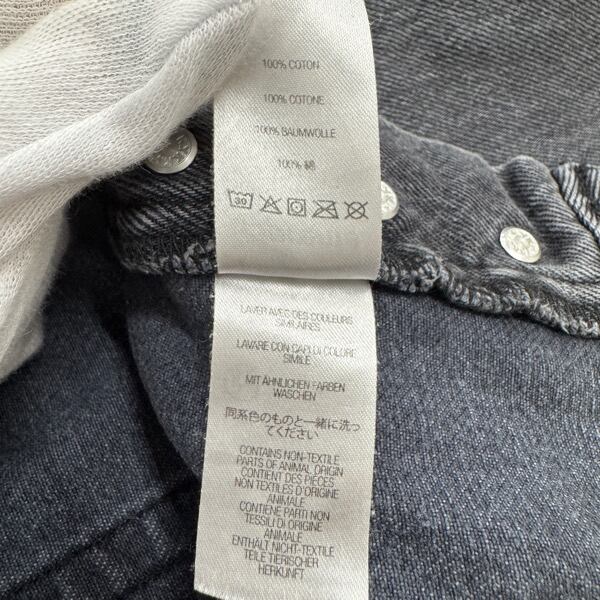 100% COTON
100% COTONE
100% BAUMWOLLE
100% 綿
30
LAVER AVEC DES COULEURS
SIMILAIRES
LAVARE CON CAPI DI COLORE
SIMILE
MIT ÄHNLICHEN FARBEN
WASCHEN
同系色のものと一緒に洗っ
てください
CONTAINS NON-TEXTILE
PARTS OF ANIMAL ORIGIN
CONTIENT DES PIÈCES
NON TEXTILES D'ORIGINE
ANIMALE
CONTIENE PARTI NON
TESSILI DI ORIGINE
ANIMALE
ENTHÄLT NICHT-TEXTILE
TEILE TIERISCHER
HERKUNFT